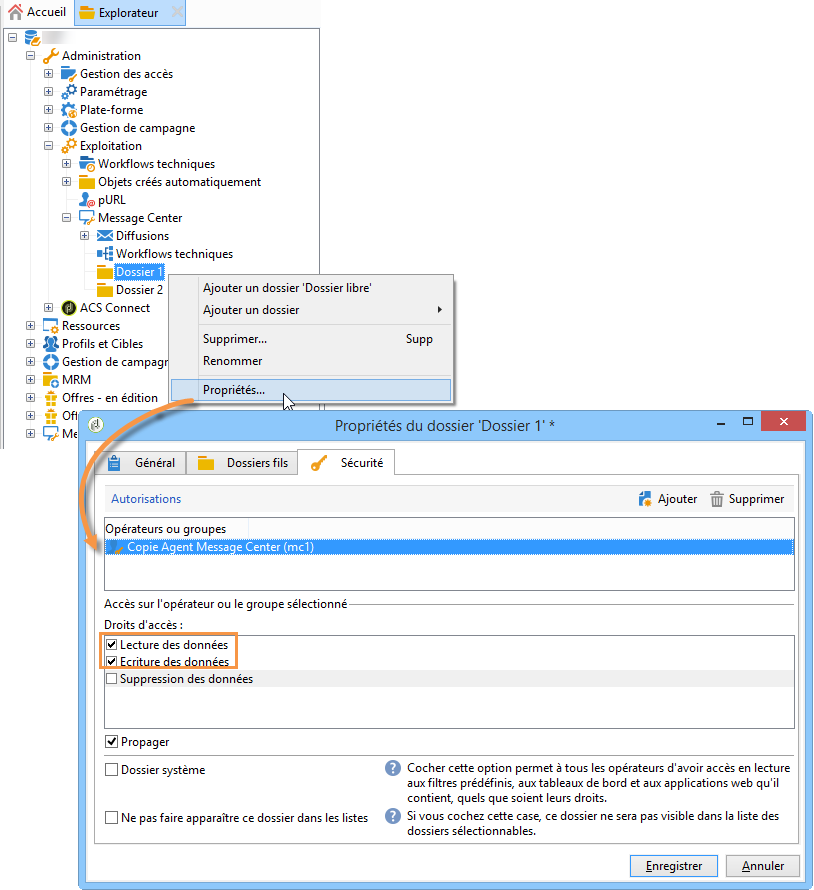 Accueil
Explorateur
Administration
Gestion des accès
Paramétrage
Plate-forme
Gestion de campagne
Exploitation
Workflows techniques
Objets créés automatiquement
pURL
Message Center
Diffusions
Workflows techniques
Dossier 1
Dossier 2
ACS Connect
Ressources
Profils et Cibles
Gestion de campagn
MRM
Offres - en édition
Of
Me
Ajouter un dossier 'Dossier libre'
Ajouter un dossier
Supprimer... Supp
Renommer
Propriétés...
Propriétés du dossier 'Dossier 1' *
Général Dossiers fils Sécurité
Autorisations Ajouter Supprimer
Opérateurs ou groupes
Copie Agent Message Center (mc1)
Accès sur l'opérateur ou le groupe sélectionné
Droits d'accès :
Lecture des données
Ecriture des données
Suppression des données
Propager
Dossier système
Cocher cette option permet à tous les opérateurs d'avoir accès en lecture
aux filtres prédéfinis, aux tableaux de bord et aux applications web qu'il
contient, quels que soient leurs droits.
Ne pas faire apparaître ce dossier dans les listes
Si vous cochez cette case, ce dossier ne sera pas visible dans la liste des
dossiers sélectionnables.
Enregistrer Annuler